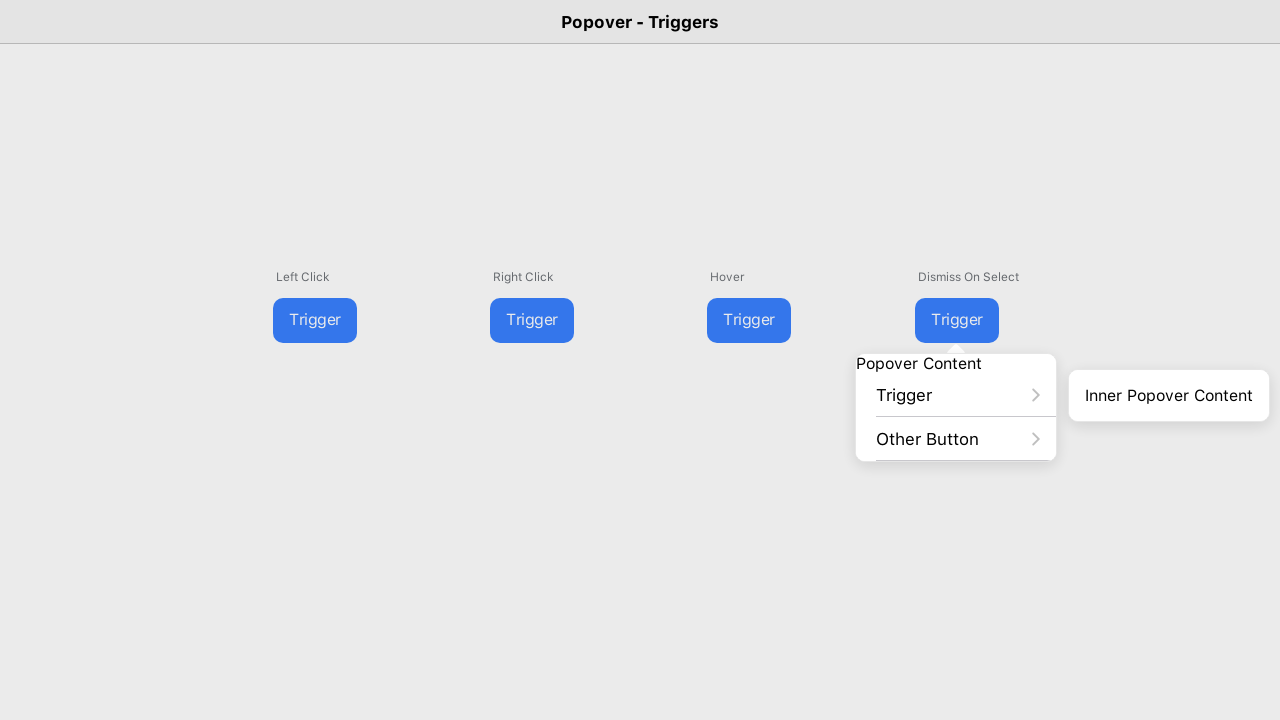 Popover - Triggers
Left Click
Right Click
Hover
Dismiss On Select
Trigger
Trigger
Trigger
Trigger
Popover Content
Trigger
Other Button
Inner Popover Content